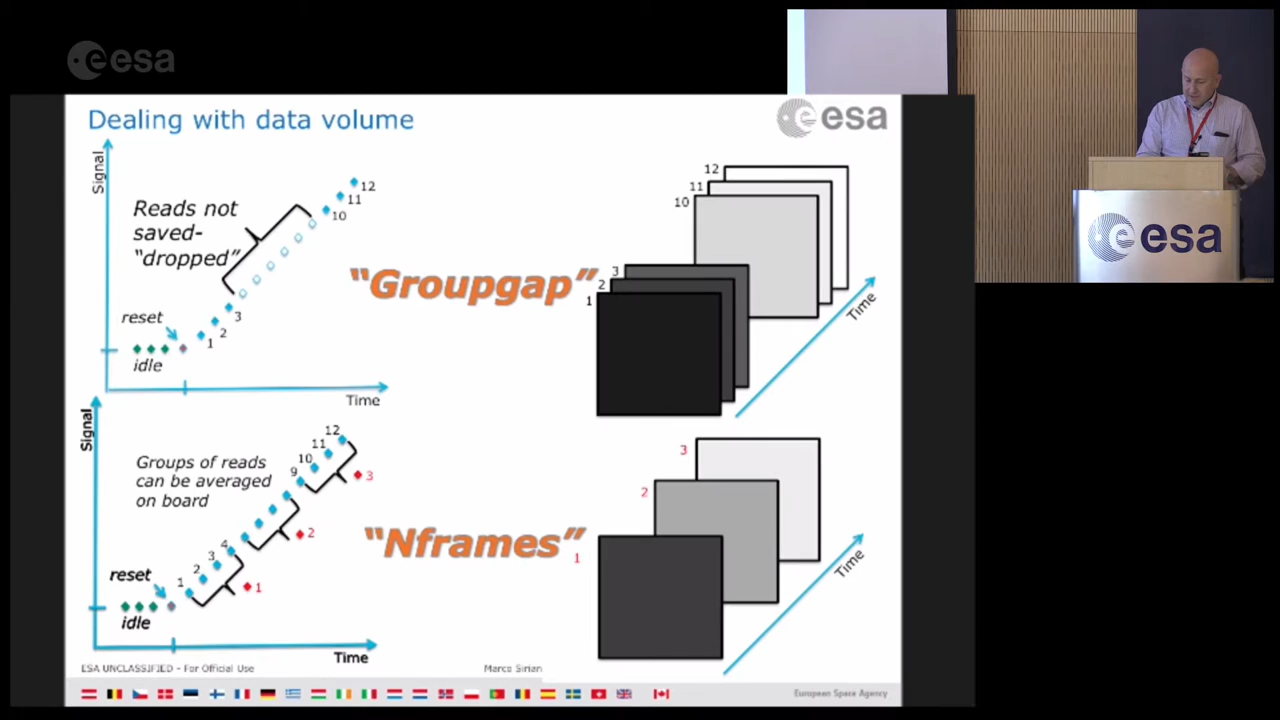 esa
Dealing with data volume
esa
Signal
Reads not
saved-
"dropped"
12
11
10
3
2
1
reset
idle
Time
"Groupgap"
12
11
10
3
2
1
Time
esa
Signal
Groups of reads
can be averaged
on board
12
11
10
9
3
4
3
2
1
2
1
reset
idle
Time
"Nframes"
3
2
1
Time
ESA UNCLASSIFIED - For Official Use
Marco Sirian
European Space Agency